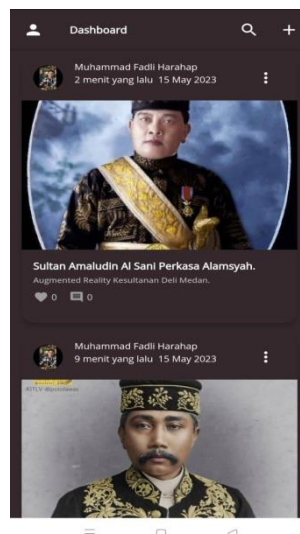 Dashboard
Muhammad Fadli Harahap
2 menit yang lalu 15 May 2023
Sultan Amaludin Al Sani Perkasa Alamsyah.
Augmented Reality Kesultanan Deli Medan.
0 0
Muhammad Fadli Harahap
9 menit yang lalu 15 May 2023